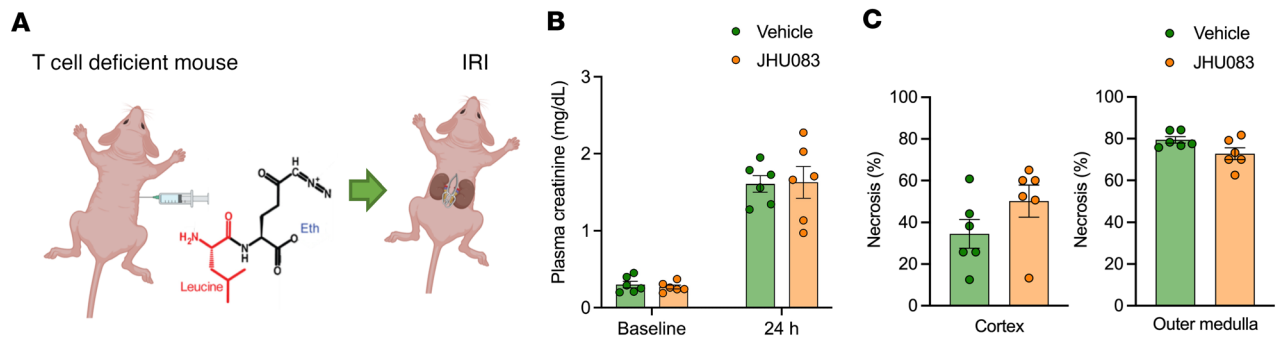 A
T cell deficient mouse
IRI
O
H
C
N+
N
O
H₂N
N
H
O
Eth
O
Leucine
B
Vehicle
JHU083
Plasma creatinine (mg/dL)
3
2
1
0
Baseline
24 h
C
Vehicle
JHU083
Necrosis (%)
100
80
60
40
20
0
Cortex
Necrosis (%)
100
80
60
40
20
0
Outer medulla